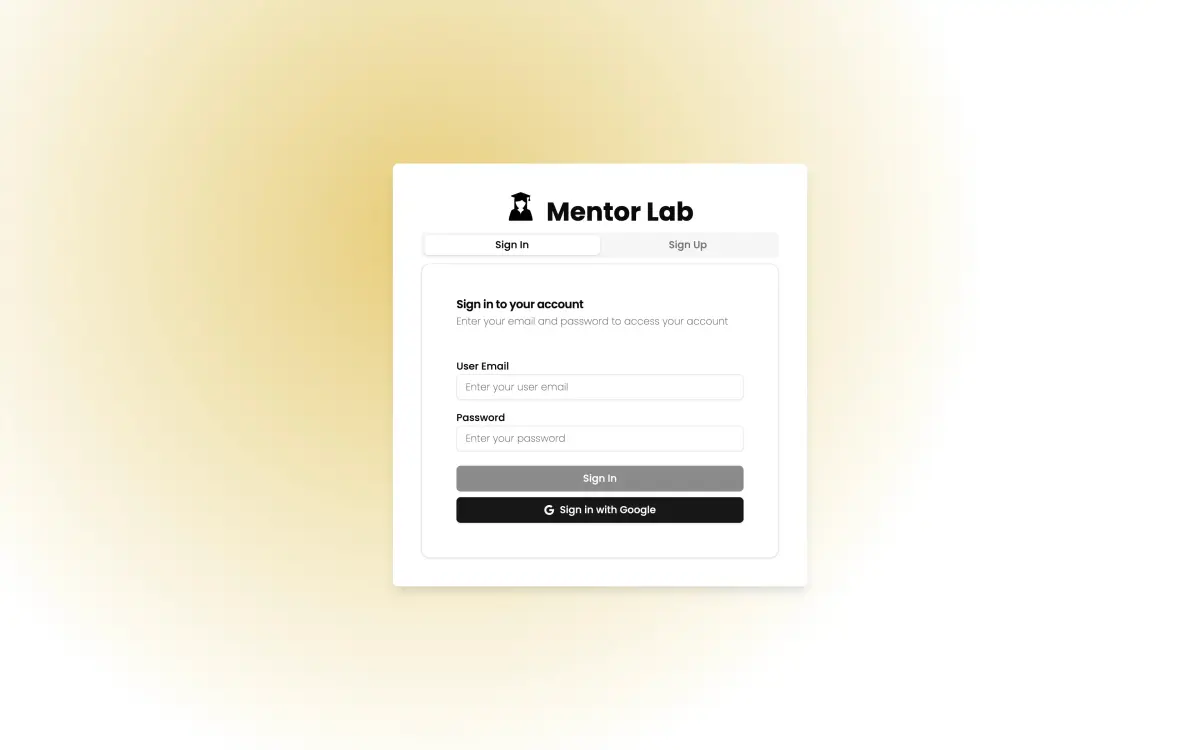 Mentor Lab
Sign In
Sign Up
Sign in to your account
Enter your email and password to access your account
User Email
Enter your user email
Password
Enter your password
Sign In
Sign in with Google